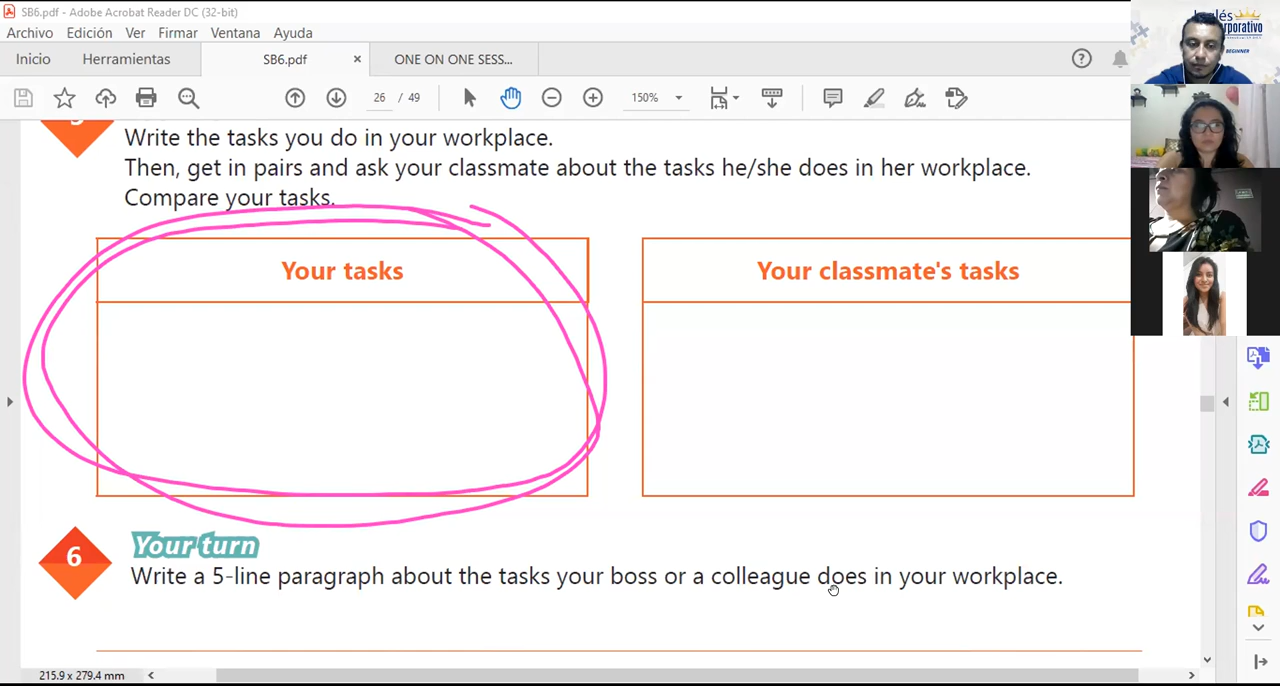 SB6.pdf - Adobe Acrobat Reader DC (32-bit)
Archivo Edición Ver Firmar Ventana Ayuda
Inicio Herramientas SB6.pdf × ONE ON ONE SESS...
26 / 49 150%
Write the tasks you do in your workplace.
Then, get in pairs and ask your classmate about the tasks he/she does in her workplace.
Compare your tasks.
Your tasks Your classmate's tasks
6 Your turn
Write a 5-line paragraph about the tasks your boss or a colleague does in your workplace.
215.9 x 279.4 mm
Inglés
BEGINNER